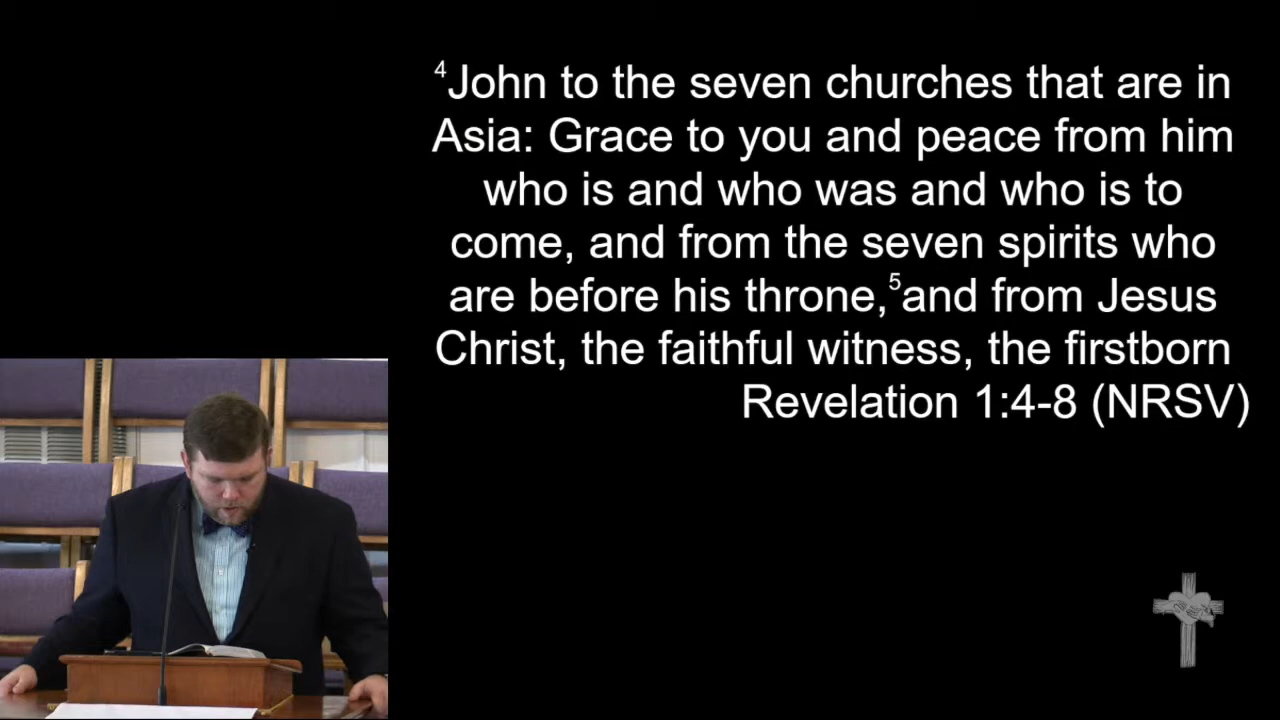 ⁴John to the seven churches that are in
Asia: Grace to you and peace from him
who is and who was and who is to
come, and from the seven spirits who
are before his throne,⁵and from Jesus
Christ, the faithful witness, the firstborn
Revelation 1:4-8 (NRSV)